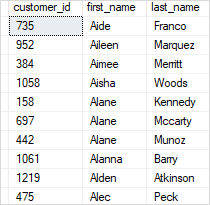 customer_id first_name last_name
735 Aide Franco
952 Aileen Marquez
384 Aimee Merritt
1058 Aisha Woods
158 Alane Kennedy
697 Alane Mccarty
442 Alane Munoz
1061 Alanna Barry
1219 Alden Atkinson
475 Alec Peck